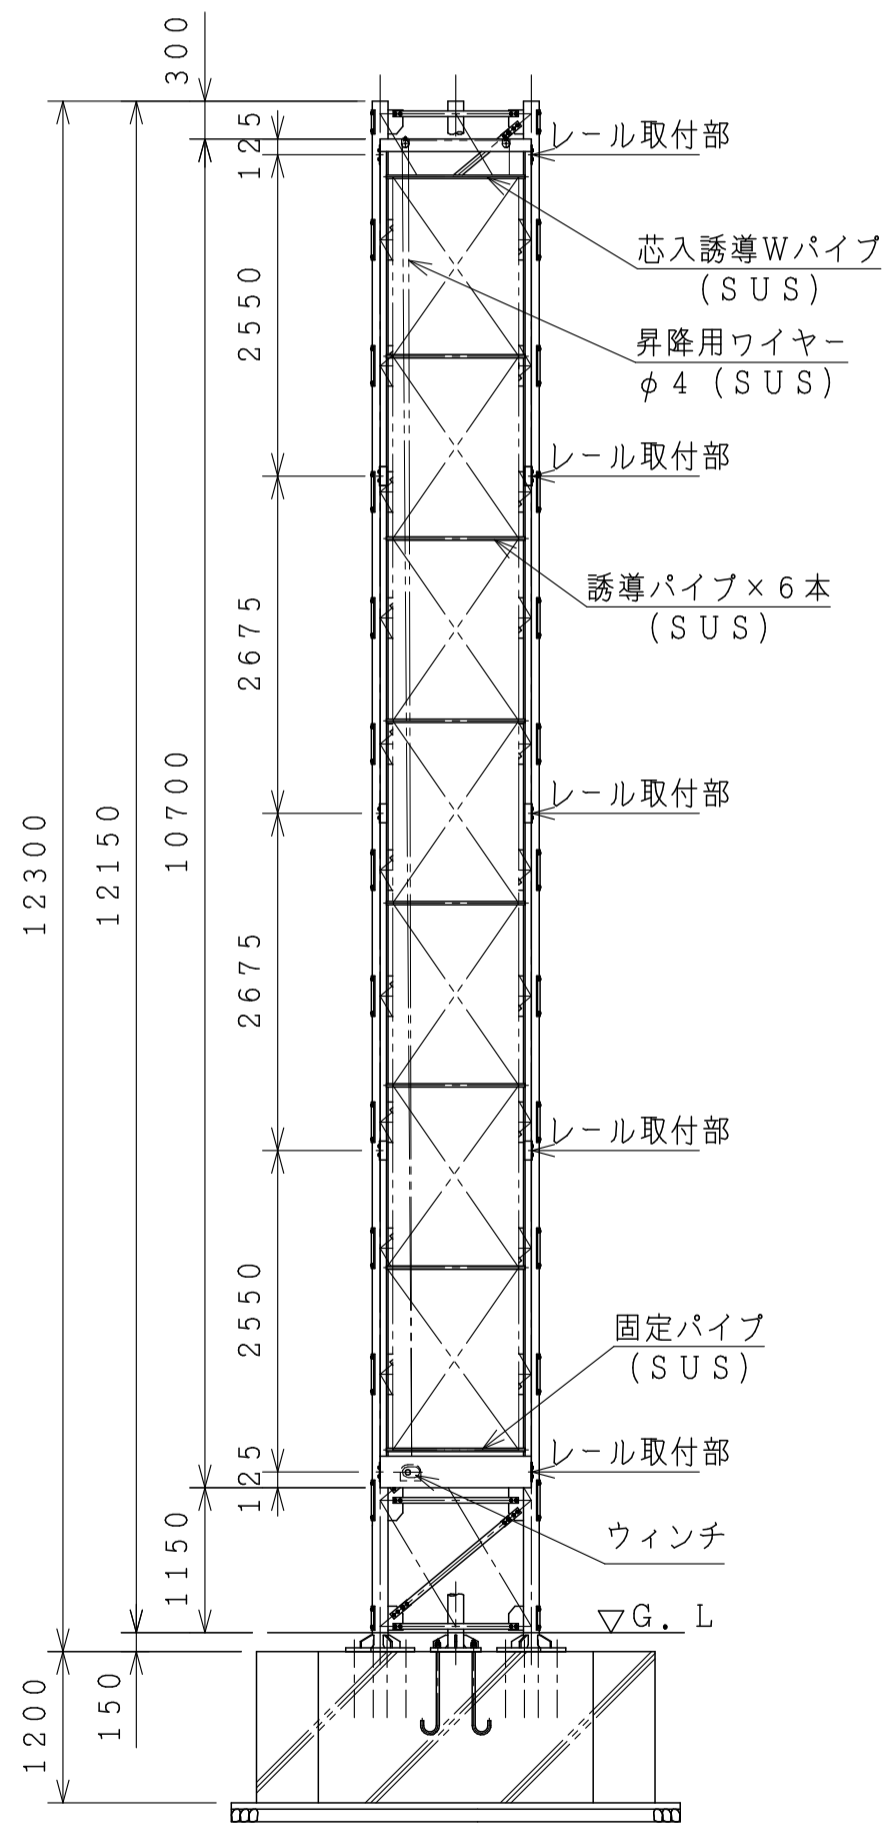 300
125
レール取付部
芯入誘導Wパイプ
(SUS)
2550
昇降用ワイヤー
φ4(SUS)
レール取付部
誘導パイプ×6本
(SUS)
2675
レール取付部
10700
12150
12300
2675
レール取付部
2550
固定パイプ
(SUS)
レール取付部
125
ウィンチ
1150
▽G.L
150
1200